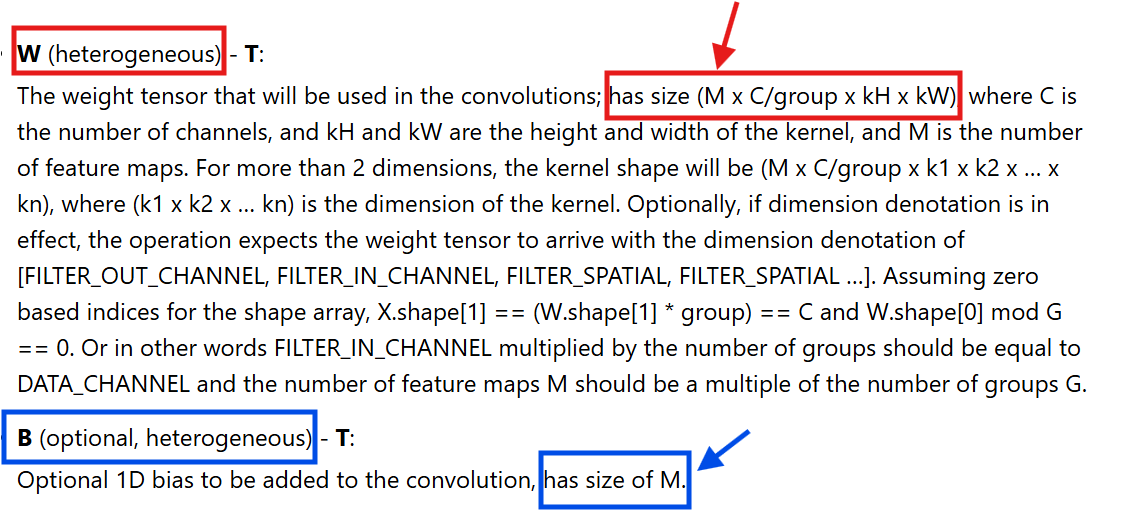 W (heterogeneous) - T:
The weight tensor that will be used in the convolutions; has size (M x C/group x kH x kW), where C is
the number of channels, and kH and kW are the height and width of the kernel, and M is the number
of feature maps. For more than 2 dimensions, the kernel shape will be (M x C/group x k1 x k2 x … x
kn), where (k1 x k2 x … kn) is the dimension of the kernel. Optionally, if dimension denotation is in
effect, the operation expects the weight tensor to arrive with the dimension denotation of
[FILTER_OUT_CHANNEL, FILTER_IN_CHANNEL, FILTER_SPATIAL, FILTER_SPATIAL …]. Assuming zero
based indices for the shape array, X.shape[1] == (W.shape[1] * group) == C and W.shape[0] mod G
== 0. Or in other words FILTER_IN_CHANNEL multiplied by the number of groups should be equal to
DATA_CHANNEL and the number of feature maps M should be a multiple of the number of groups G.
B (optional, heterogeneous) - T:
Optional 1D bias to be added to the convolution, has size of M.